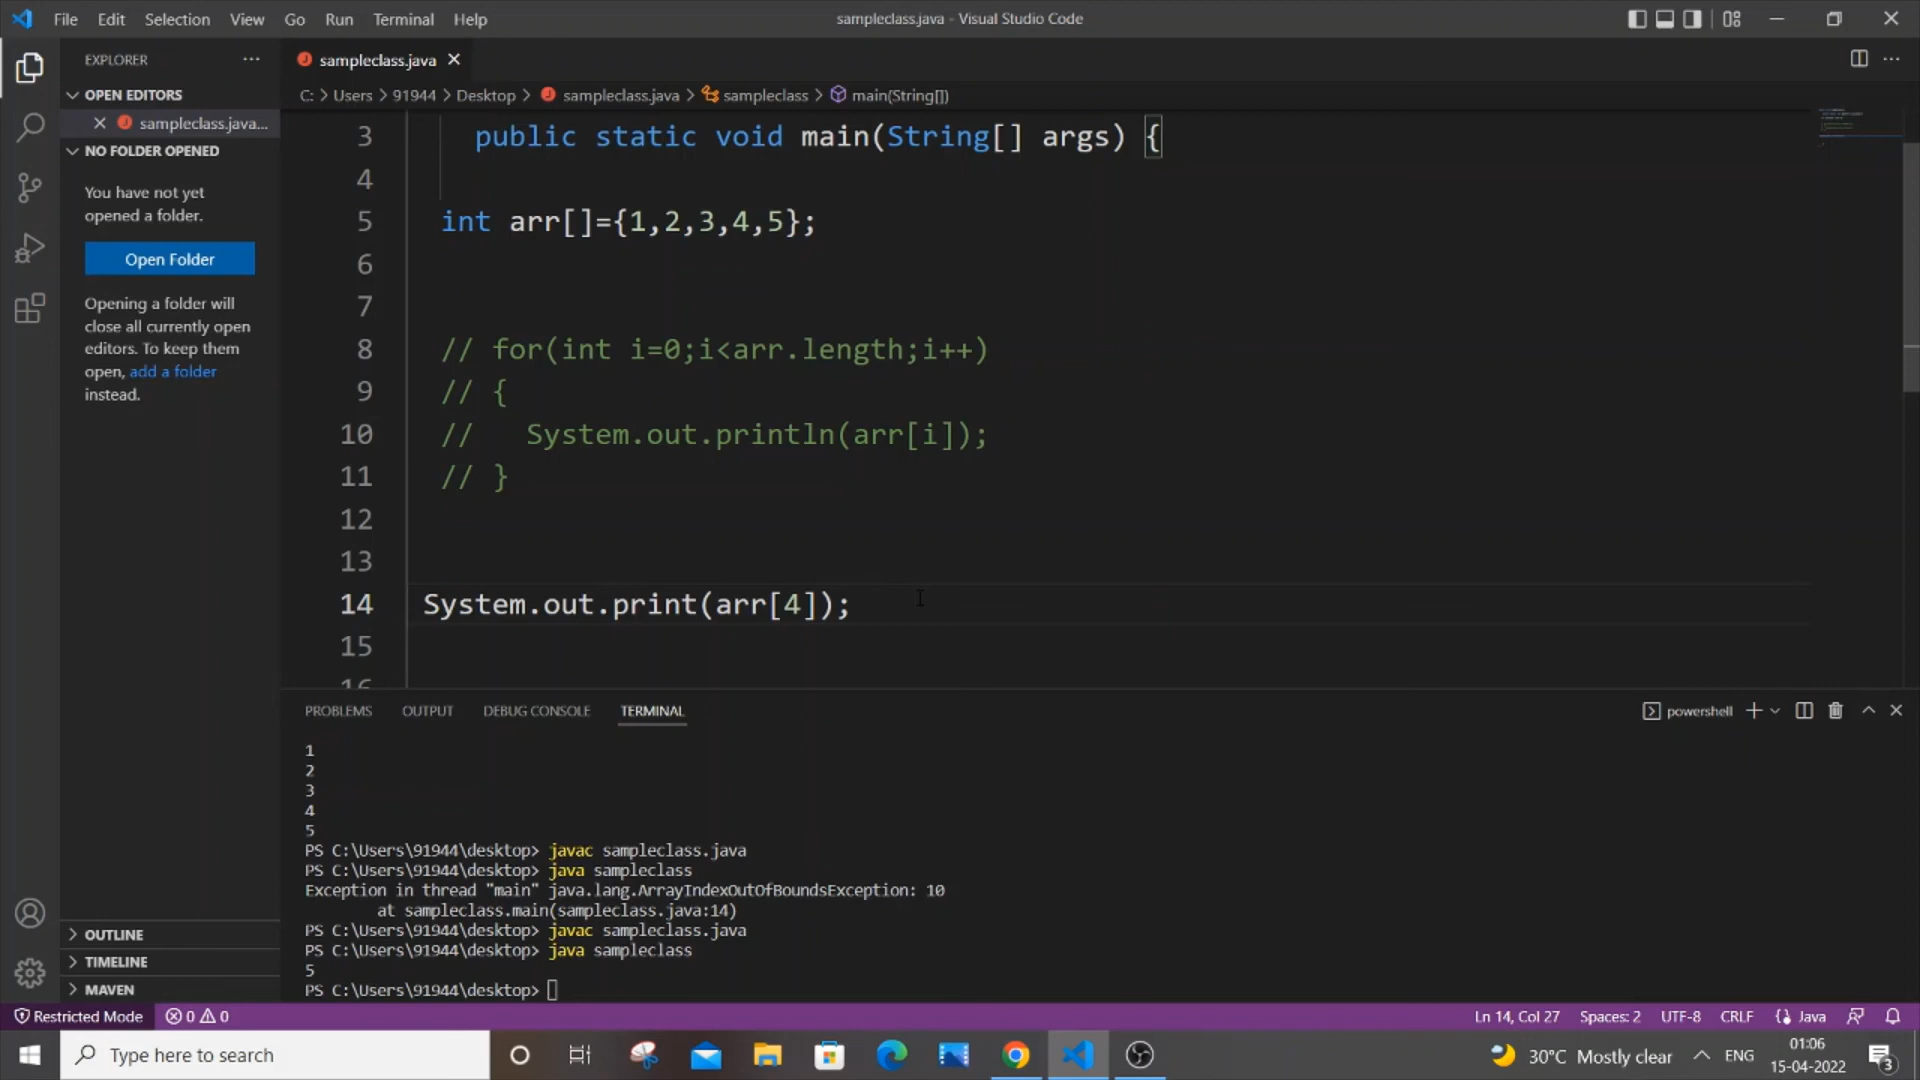 File Edit Selection View Go Run Terminal Help
sampleclass.java - Visual Studio Code
EXPLORER
sampleclass.java
OPEN EDITORS
C: > Users > 91944 > Desktop > sampleclass.java > sampleclass > main(String[])
sampleclass.java...
NO FOLDER OPENED
You have not yet
opened a folder.
Open Folder
Opening a folder will
close all currently open
editors. To keep them
open, add a folder
instead.
3 public static void main(String[] args) {
4
5 int arr[]={1,2,3,4,5};
6
7
8 // for(int i=0;i<arr.length;i++)
9 // {
10 //   System.out.println(arr[i]);
11 // }
12
13
14 System.out.print(arr[4]);
15
16
PROBLEMS OUTPUT DEBUG CONSOLE TERMINAL
powershell
1
2
3
4
5
PS C:\Users\91944\desktop> javac sampleclass.java
PS C:\Users\91944\desktop> java sampleclass
Exception in thread "main" java.lang.ArrayIndexOutOfBoundsException: 10
at sampleclass.main(sampleclass.java:14)
PS C:\Users\91944\desktop> javac sampleclass.java
PS C:\Users\91944\desktop> java sampleclass
5
PS C:\Users\91944\desktop>
OUTLINE
TIMELINE
MAVEN
Restricted Mode 0 0
Ln 14, Col 27 Spaces: 2 UTF-8 CRLF Java
Type here to search
30°C Mostly clear ENG
01:06
15-04-2022
3